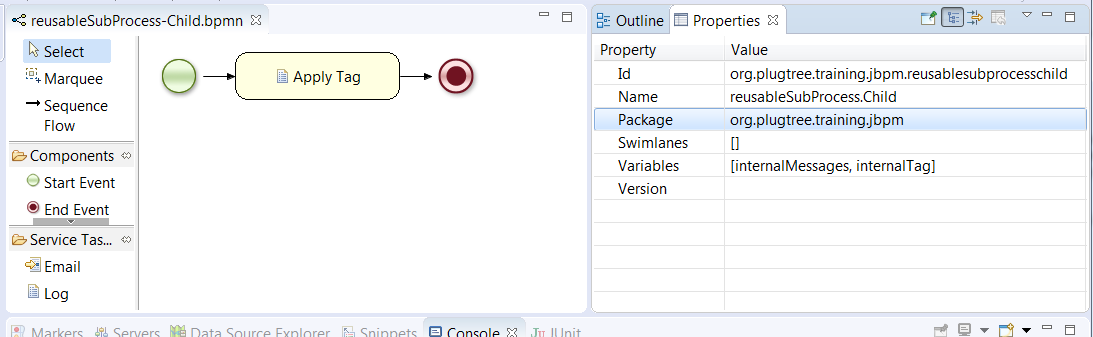 reusableSubProcess-Child.bpmn
Select
Marquee
Sequence
Flow
Components
Start Event
End Event
Service Tas...
Email
Log
Apply Tag
Outline
Properties
Property Value
Id org.plugtree.training.jbpm.reusablesubprocesschild
Name reusableSubProcess.Child
Package org.plugtree.training.jbpm
Swimlanes []
Variables [internalMessages, internalTag]
Version
Markers Servers Data Source Explorer Snippets Console JUnit